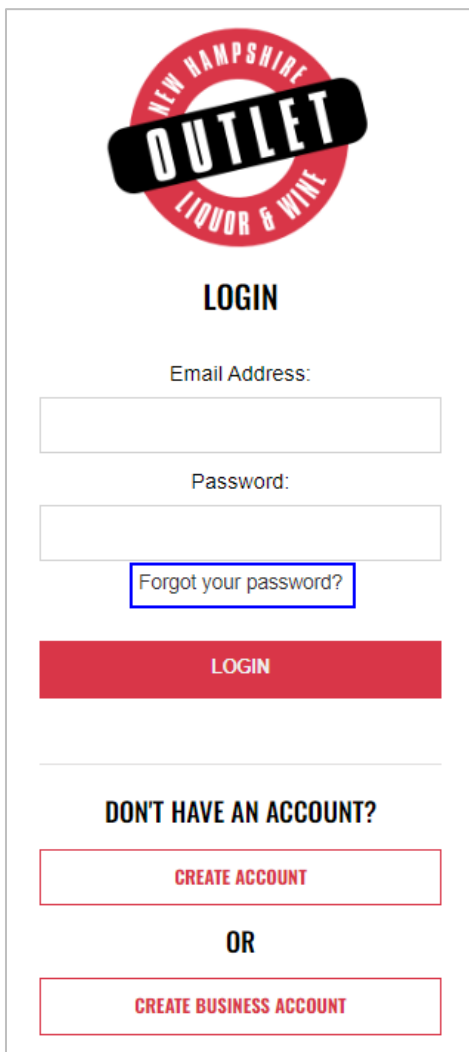 NEW HAMPSHIRE
OUTLET
LIQUOR & WINE
LOGIN
Email Address:
Password:
Forgot your password?
LOGIN
DON'T HAVE AN ACCOUNT?
CREATE ACCOUNT
OR
CREATE BUSINESS ACCOUNT